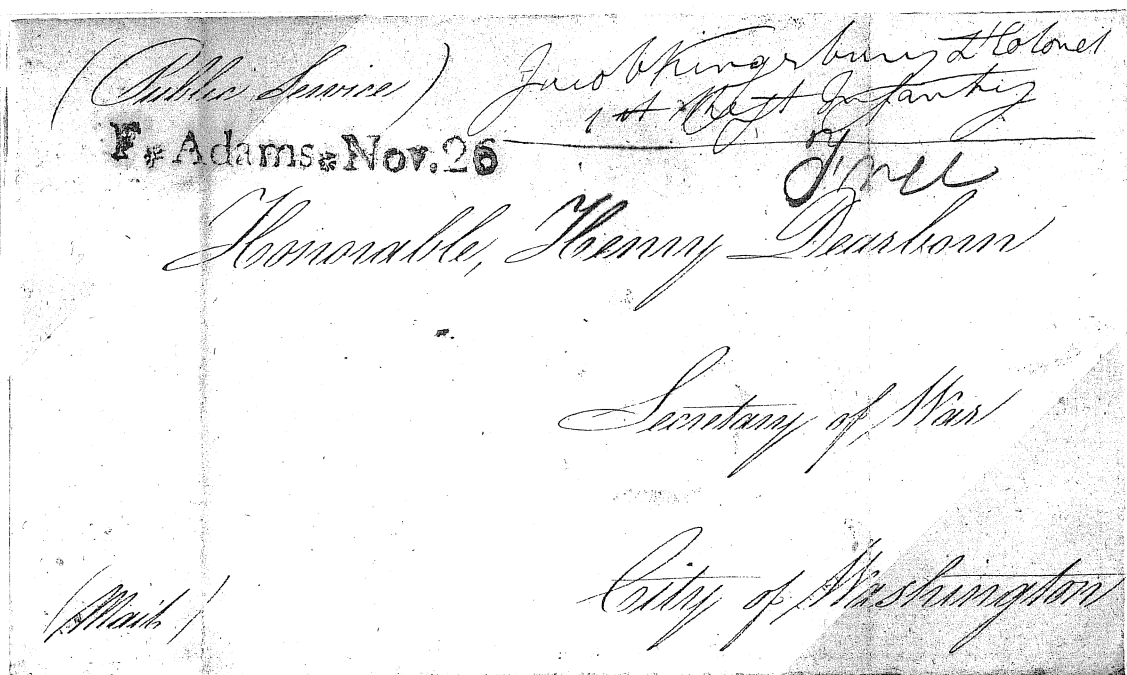 (Public Service)
Jacob Kingsbury Lt Colonel
1st Regt Infantry
F. Adams. Nov. 26
Free
Honorable, Henry Dearborn
Secretary of War
City of Washington
(Mail)